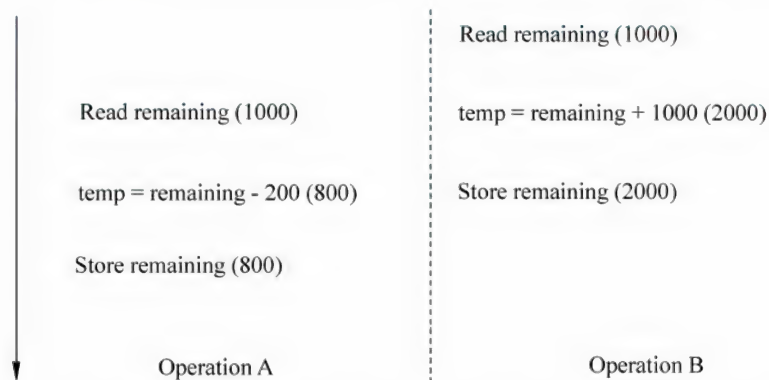 Read remaining (1000)
Read remaining (1000)
temp = remaining + 1000 (2000)
temp = remaining - 200 (800)
Store remaining (2000)
Store remaining (800)
Operation A
Operation B